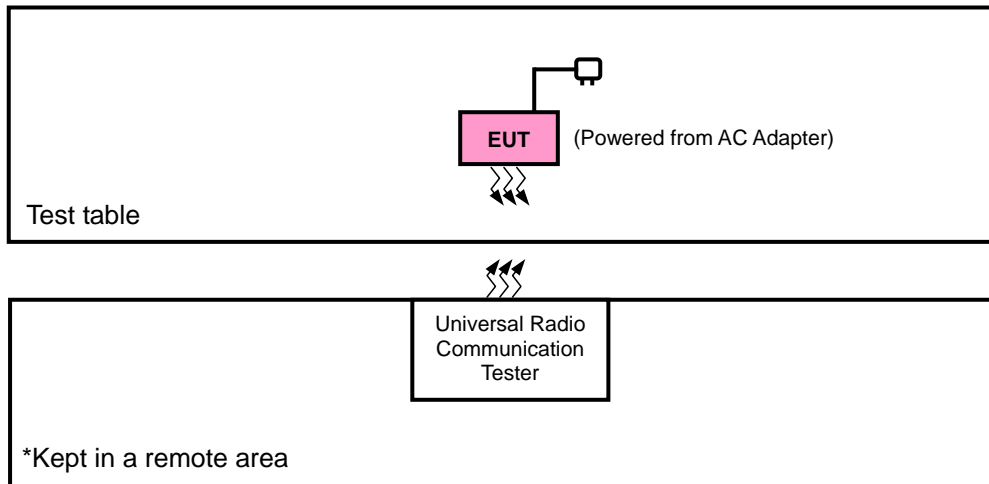 EUT
(Powered from AC Adapter)
Test table
Universal Radio
Communication
Tester
*Kept in a remote area